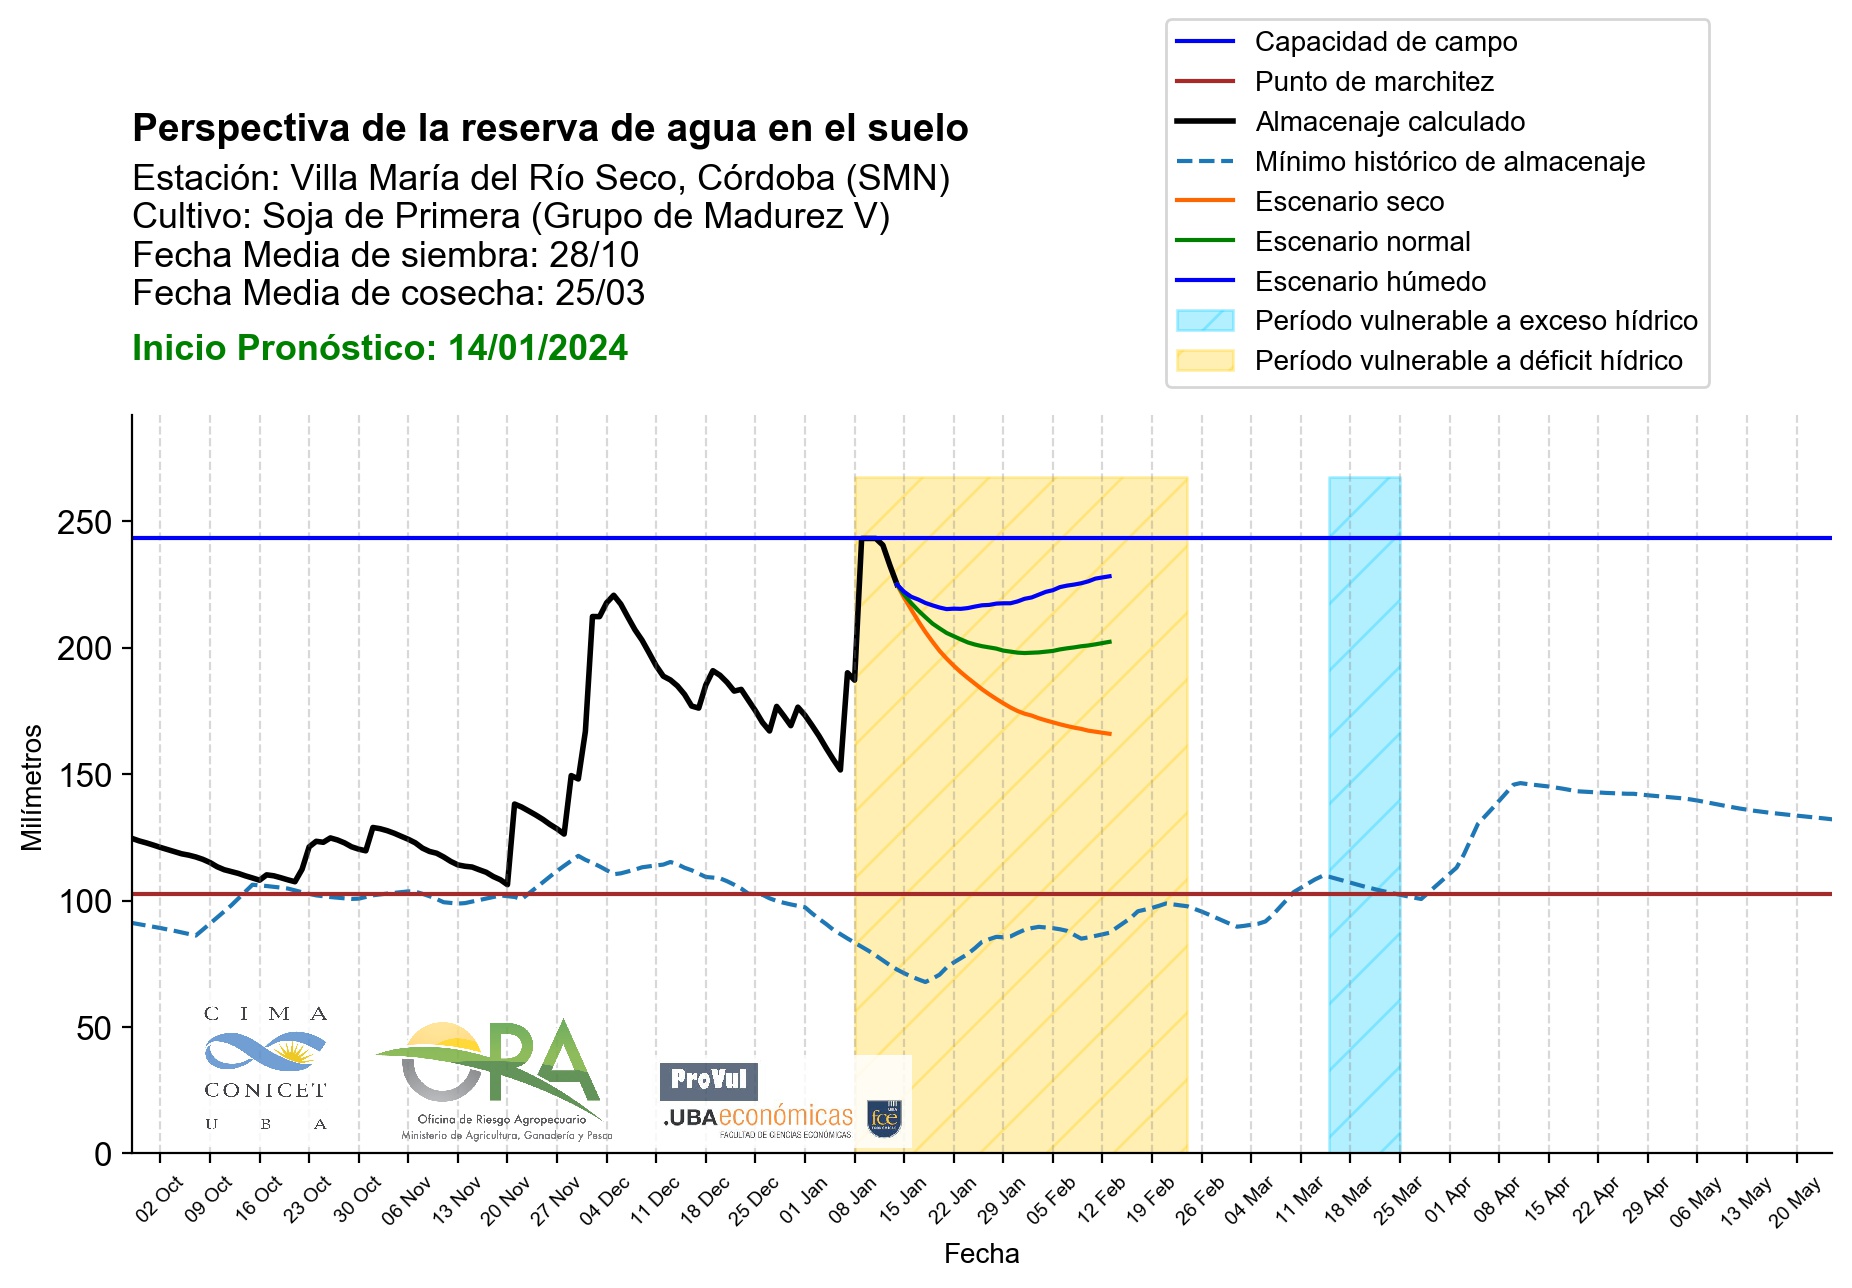 Capacidad de campo
Punto de marchitez
Almacenaje calculado
Mínimo histórico de almacenaje
Escenario seco
Escenario normal
Escenario húmedo
Período vulnerable a exceso hídrico
Período vulnerable a déficit hídrico
Perspectiva de la reserva de agua en el suelo
Estación: Villa María del Río Seco, Córdoba (SMN)
Cultivo: Soja de Primera (Grupo de Madurez V)
Fecha Media de siembra: 28/10
Fecha Media de cosecha: 25/03
Inicio Pronóstico: 14/01/2024
Milímetros
250
200
150
100
50
0
CIMA
CONICET
UBA
ORA
Oficina de Riesgo Agropecuario
Ministerio de Agricultura, Ganadería y Pesca
ProVul
.UBAeconómicas
FACULTAD DE CIENCIAS ECONÓMICAS
fce
02 Oct
09 Oct
16 Oct
23 Oct
30 Oct
06 Nov
13 Nov
20 Nov
27 Nov
04 Dec
11 Dec
18 Dec
25 Dec
01 Jan
08 Jan
15 Jan
22 Jan
29 Jan
05 Feb
12 Feb
19 Feb
26 Feb
04 Mar
11 Mar
18 Mar
25 Mar
01 Apr
08 Apr
15 Apr
22 Apr
29 Apr
06 May
13 May
20 May
Fecha